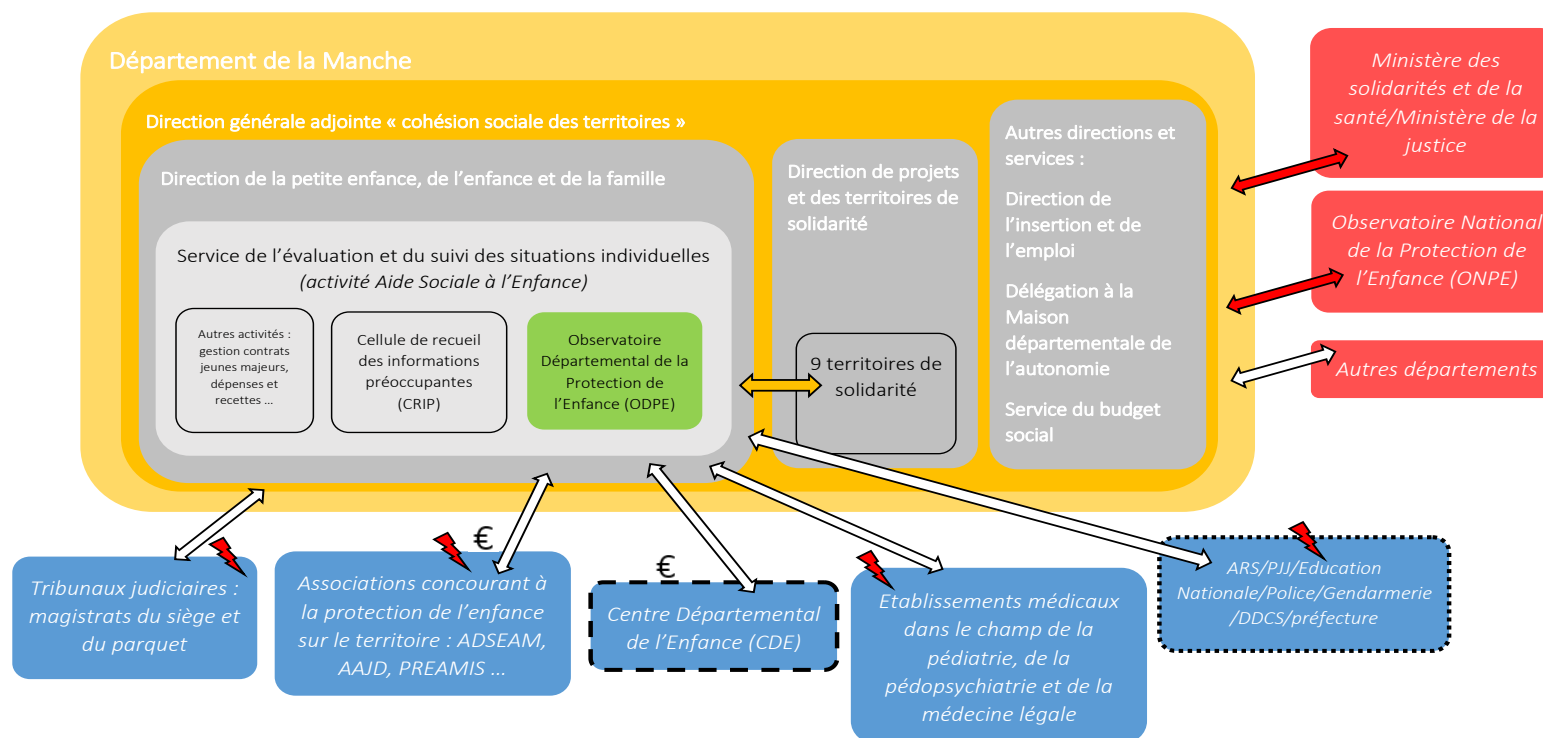 Département de la Manche
Direction générale adjointe « cohésion sociale des territoires »
Direction de la petite enfance, de l’enfance et de la famille
Service de l’évaluation et du suivi des situations individuelles
(activité Aide Sociale à l’Enfance)
Autres activités :
gestion contrats
jeunes majeurs,
dépenses et
recettes ...
Cellule de recueil
des informations
préoccupantes
(CRIP)
Observatoire
Départemental de la
Protection de
l’Enfance (ODPE)
Direction de projets
et des territoires de
solidarité
9 territoires de
solidarité
Autres directions et
services :
Direction de
l’insertion et de
l’emploi
Délégation à la
Maison
départementale de
l’autonomie
Service du budget
social
Ministère des
solidarités et de la
santé/Ministère de la
justice
Observatoire National
de la Protection de
l’Enfance (ONPE)
Autres départements
Tribunaux judiciaires :
magistrats du siège et
du parquet
€
Associations concourant à
la protection de l’enfance
sur le territoire : ADSEAM,
AAJD, PREAMIS ...
€
Centre Départemental
de l’Enfance (CDE)
Etablissements médicaux
dans le champ de la
pédiatrie, de la
pédopsychiatrie et de la
médecine légale
ARS/PJJ/Education
Nationale/Police/Gendarmerie
/DDCS/préfecture